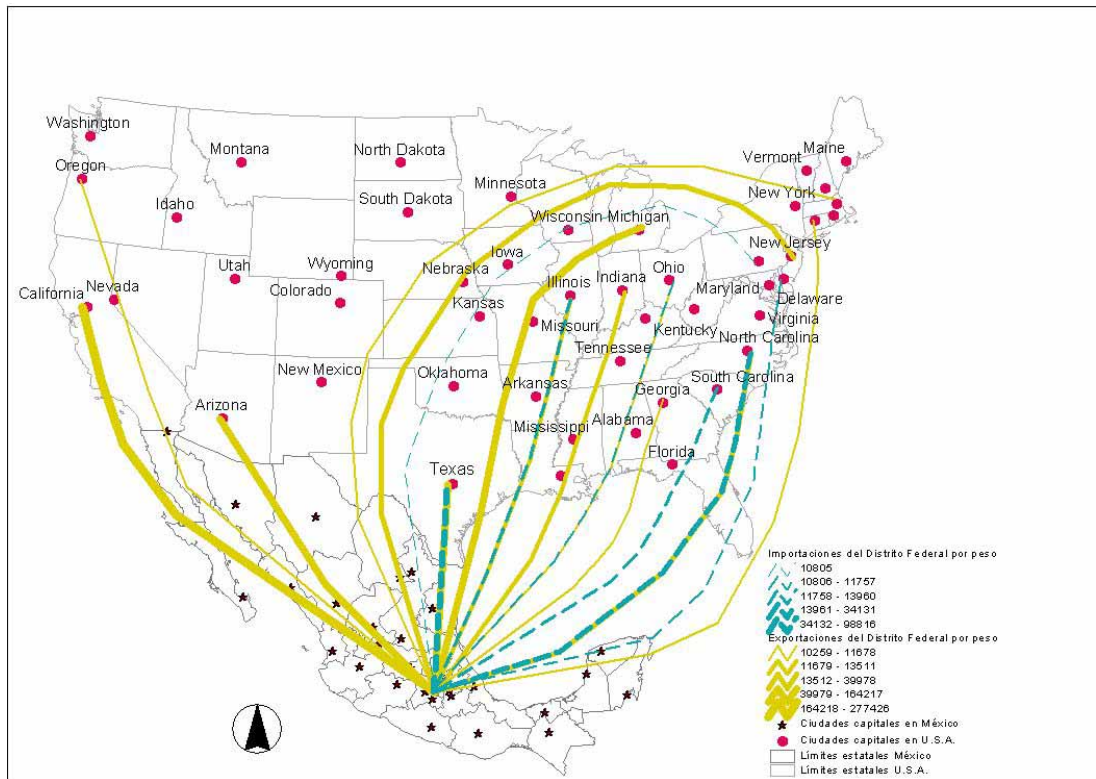 Washington
Oregon
Montana
North Dakota
Vermont
Maine
Minnesota
New York
Idaho
South Dakota
Wisconsin
Michigan
New Jersey
Iowa
Utah
Wyoming
Nebraska
Illinois
Indiana
Ohio
California
Nevada
Colorado
Kansas
Maryland
Delaware
Missouri
Kentucky
Virginia
North Carolina
Tennessee
New Mexico
Oklahoma
Arkansas
South Carolina
Georgia
Arizona
Mississippi
Alabama
Texas
Florida
Importaciones del Distrito Federal por peso
10805
10806 - 11757
11758 - 13960
13961 - 34131
34132 - 98816
Exportaciones del Distrito Federal por peso
10259 - 11678
11679 - 13511
13512 - 39978
39979 - 164217
164218 - 277426
Ciudades capitales en México
Ciudades capitales en U.S.A.
Límites estatales México
Límites estatales U.S.A.